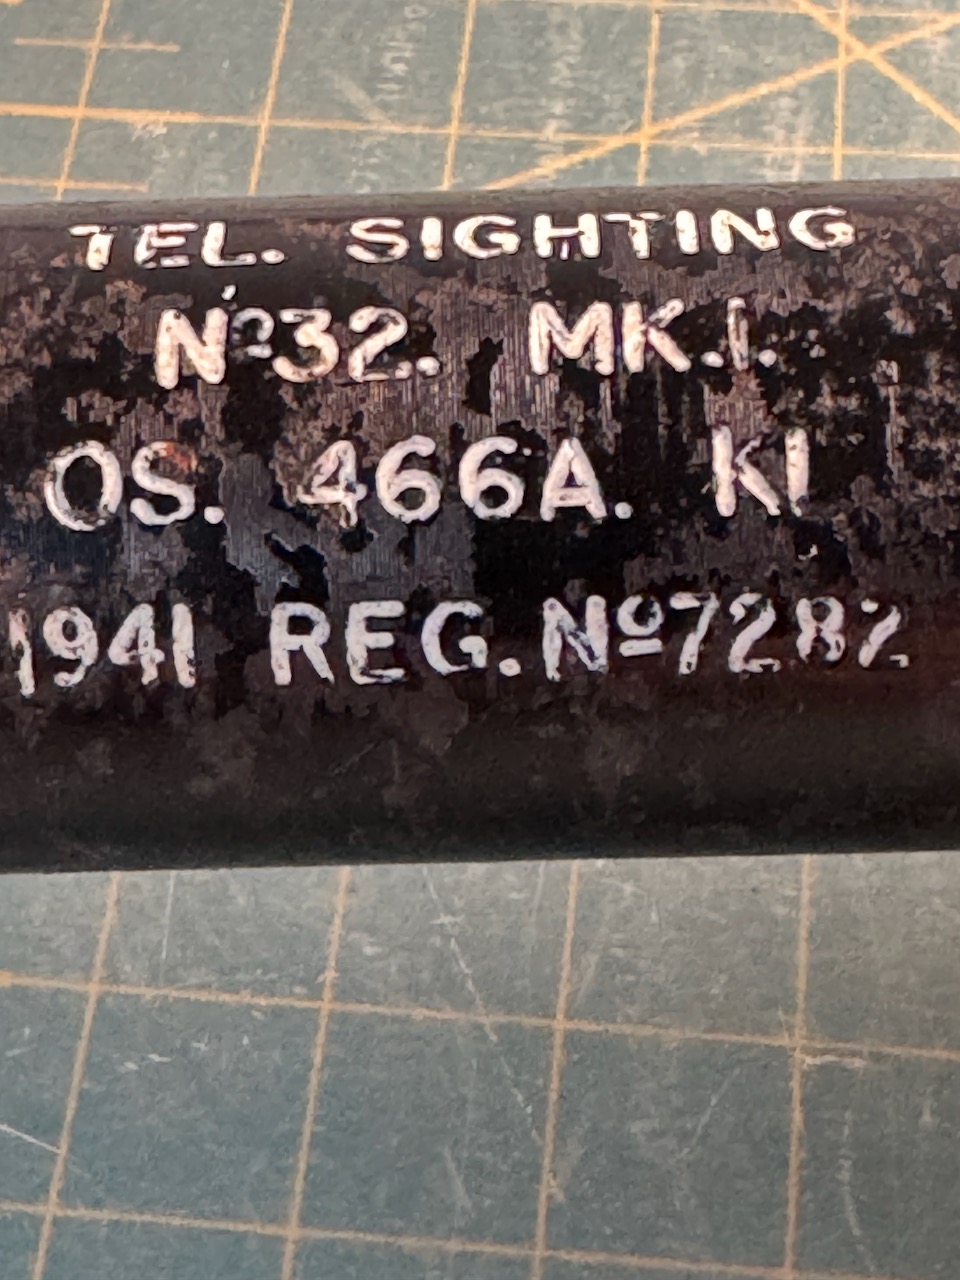 TEL. SIGHTING
Nº32. MK.I.
OS. 466A. KI
1941 REG. Nº7282